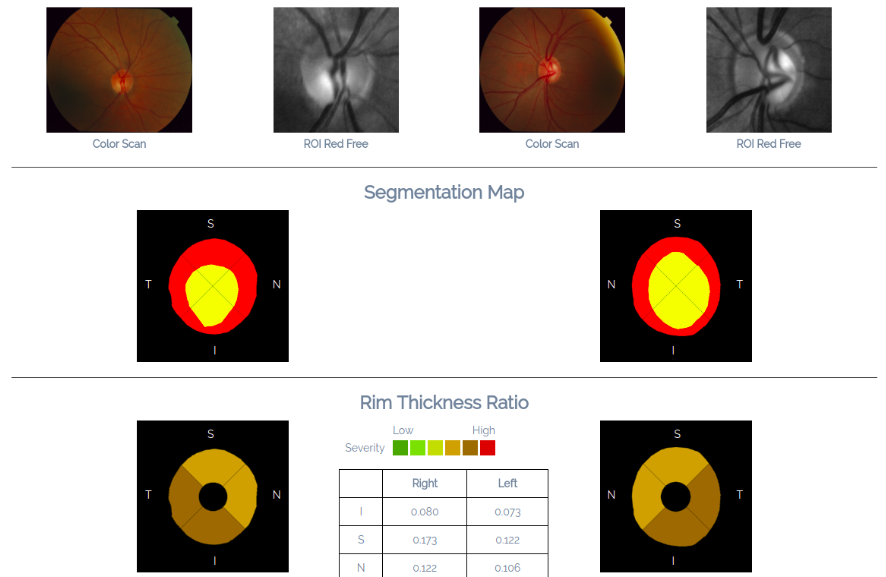 Color Scan ROI Red Free Color Scan ROI Red Free
Segmentation Map
S S
T N N T
I I
Rim Thickness Ratio
S Low High S
Severity
Right Left
T N N T
I 0.080 0.073
S 0.173 0.122
I I
N 0.122 0.106